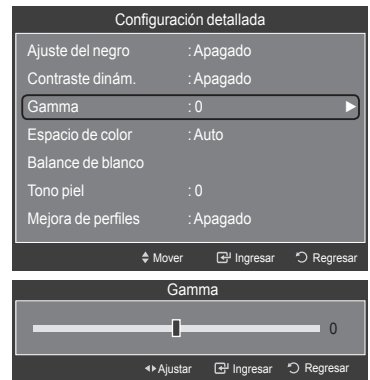 Configuración detallada
Ajuste del negro : Apagado
Contraste dinám. : Apagado
Gamma : 0
Espacio de color : Auto
Balance de blanco
Tono piel : 0
Mejora de perfiles : Apagado
Mover Ingresar Regresar
Gamma
0
Ajustar Ingresar Regresar